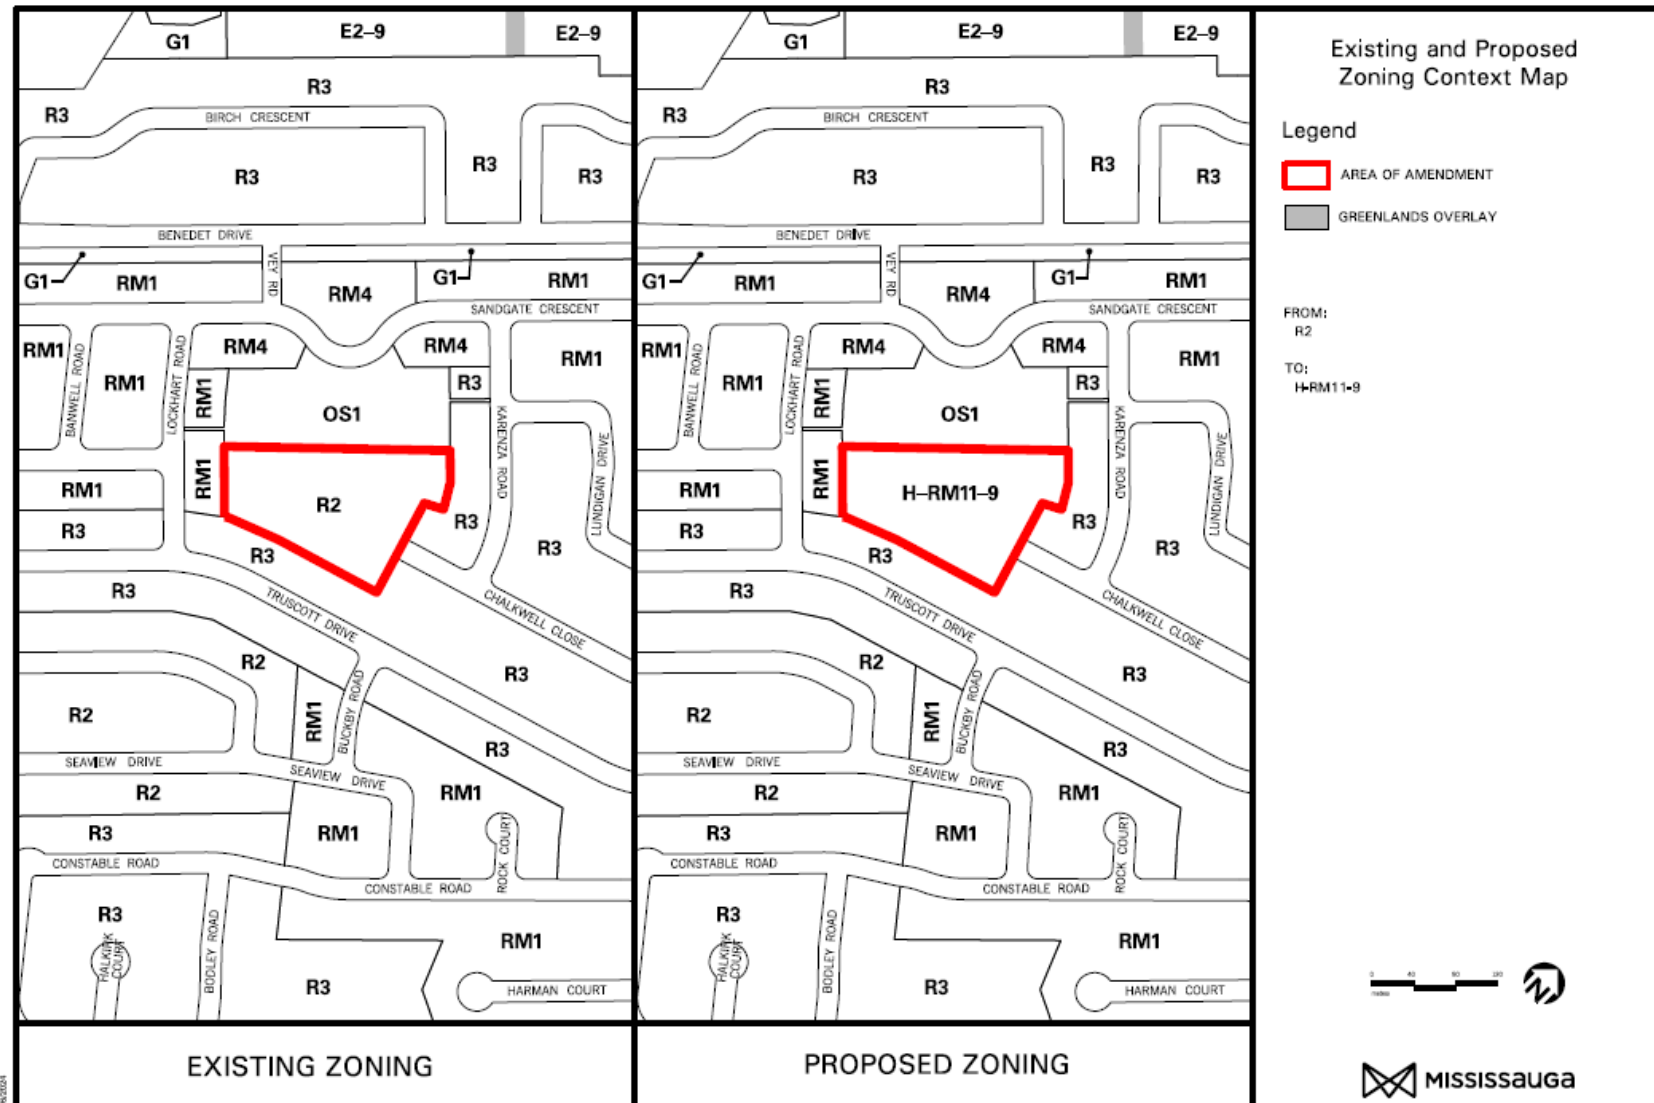 G1
E2–9
E2–9
R3
R3
BIRCH CRESCENT
R3
R3
R3
BENEDET DRIVE
VEY RD
G1
RM1
RM4
G1
RM1
SANDGATE CRESCENT
RM1
BANWELL ROAD
RM1
LOCKHART ROAD
RM4
RM4
RM1
RM1
R3
OS1
KARENZA ROAD
LUNDIGAN DRIVE
RM1
RM1
R2
R3
R3
R3
R3
R3
TRUSCOTT DRIVE
CHALKWELL CLOSE
R2
R3
R2
RM1
BUCKBY ROAD
R3
SEAVIEW DRIVE
SEAVIEW DRIVE
R2
RM1
R3
RM1
ROCK COURT
CONSTABLE ROAD
CONSTABLE ROAD
R3
HALKIRK COURT
BODLEY ROAD
RM1
R3
HARMAN COURT
EXISTING ZONING
G1
E2–9
E2–9
R3
R3
BIRCH CRESCENT
R3
R3
R3
BENEDET DRIVE
VEY RD
G1
RM1
RM4
G1
RM1
SANDGATE CRESCENT
RM1
BANWELL ROAD
RM1
LOCKHART ROAD
RM4
RM4
RM1
RM1
R3
OS1
KARENZA ROAD
LUNDIGAN DRIVE
RM1
RM1
H–RM11–9
R3
R3
R3
R3
R3
TRUSCOTT DRIVE
CHALKWELL CLOSE
R2
R3
R2
RM1
BUCKBY ROAD
R3
SEAVIEW DRIVE
SEAVIEW DRIVE
R2
RM1
R3
RM1
ROCK COURT
CONSTABLE ROAD
CONSTABLE ROAD
R3
HALKIRK COURT
BODLEY ROAD
RM1
R3
HARMAN COURT
PROPOSED ZONING
Existing and Proposed
Zoning Context Map
Legend
AREA OF AMENDMENT
GREENLANDS OVERLAY
FROM:
R2
TO:
H-RM11-9
MISSISSAUGA